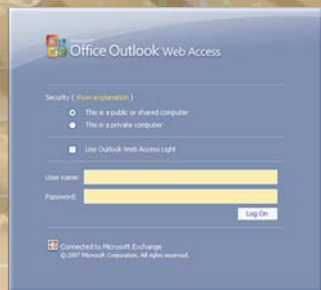 Microsoft
Office Outlook Web Access
Security ( show explanation )
This is a public or shared computer
This is a private computer
Use Outlook Web Access Light
User name:
Password:
Log On
Connected to Microsoft Exchange
© 2007 Microsoft Corporation. All rights reserved.